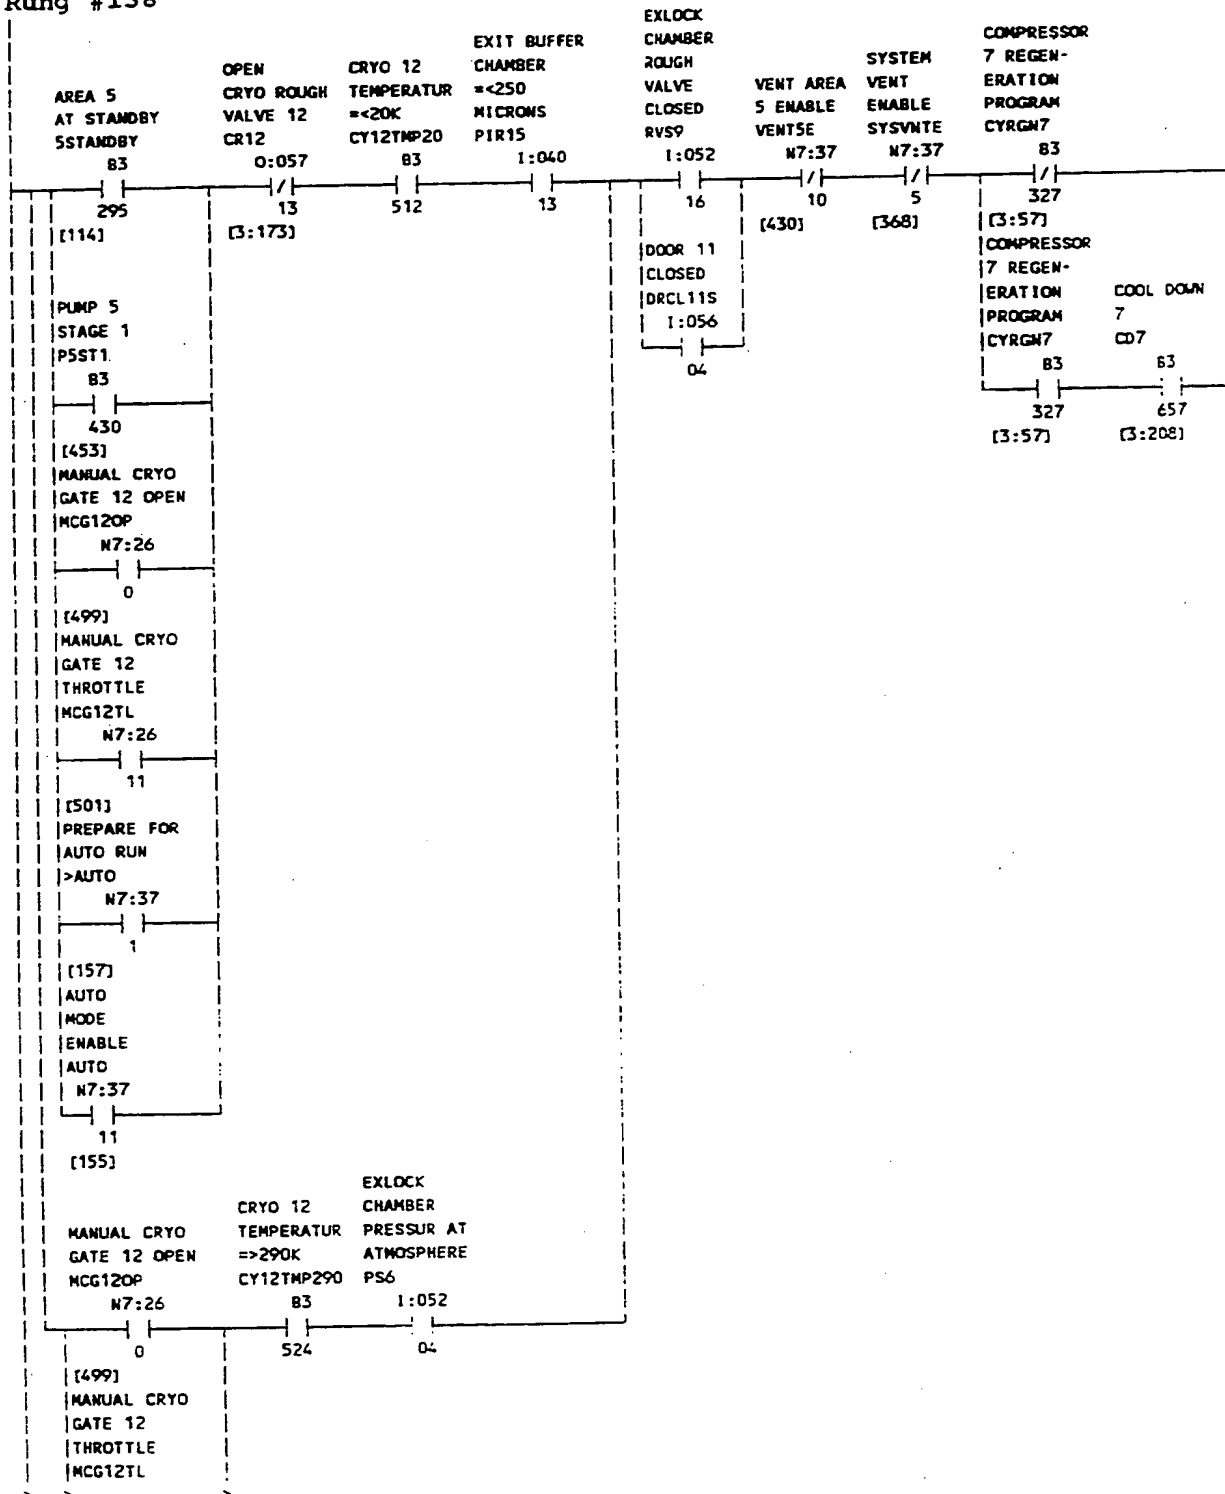 Rung #138
AREA 5
AT STANDBY
5STANDBY
B3
295
[114]
OPEN
CRYO ROUGH
VALVE 12
CR12
O:057
13
[3:173]
CRYO 12
TEMPERATUR
=<20K
CY12TMP20
B3
512
EXIT BUFFER
CHAMBER
=<250
MICRONS
PIR15
I:040
13
EXLOCK
CHAMBER
ROUGH
VALVE
CLOSED
RVS9
I:052
16
VENT AREA
5 ENABLE
VENT5E
N7:37
10
[430]
SYSTEM
VENT
ENABLE
SYSVNTE
N7:37
5
[368]
COMPRESSOR
7 REGEN-
ERATION
PROGRAM
CYRGN7
B3
327
[3:57]
DOOR 11
CLOSED
DRCL11S
I:056
04
COMPRESSOR
7 REGEN-
ERATION
PROGRAM
CYRGN7
B3
327
[3:57]
COOL DOWN
7
CD7
B3
657
[3:208]
PUMP 5
STAGE 1
P5ST1
B3
430
[453]
MANUAL CRYO
GATE 12 OPEN
MCG12OP
N7:26
0
[499]
MANUAL CRYO
GATE 12
THROTTLE
MCG12TL
N7:26
11
[501]
PREPARE FOR
AUTO RUN
>AUTO
N7:37
1
[157]
AUTO
MODE
ENABLE
AUTO
N7:37
11
[155]
MANUAL CRYO
GATE 12 OPEN
MCG12OP
N7:26
0
[499]
CRYO 12
TEMPERATUR
=>290K
CY12TMP290
B3
524
EXLOCK
CHAMBER
PRESSUR AT
ATMOSPHERE
PS6
I:052
04
MANUAL CRYO
GATE 12
THROTTLE
MCG12TL